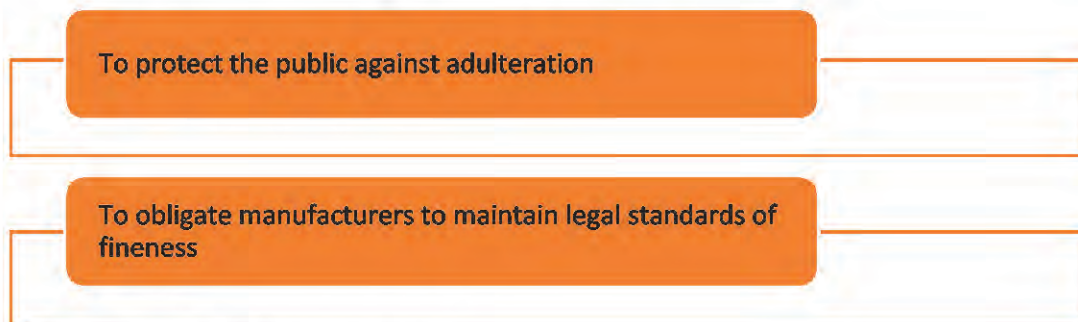 To protect the public against adulteration
To obligate manufacturers to maintain legal standards of
fineness